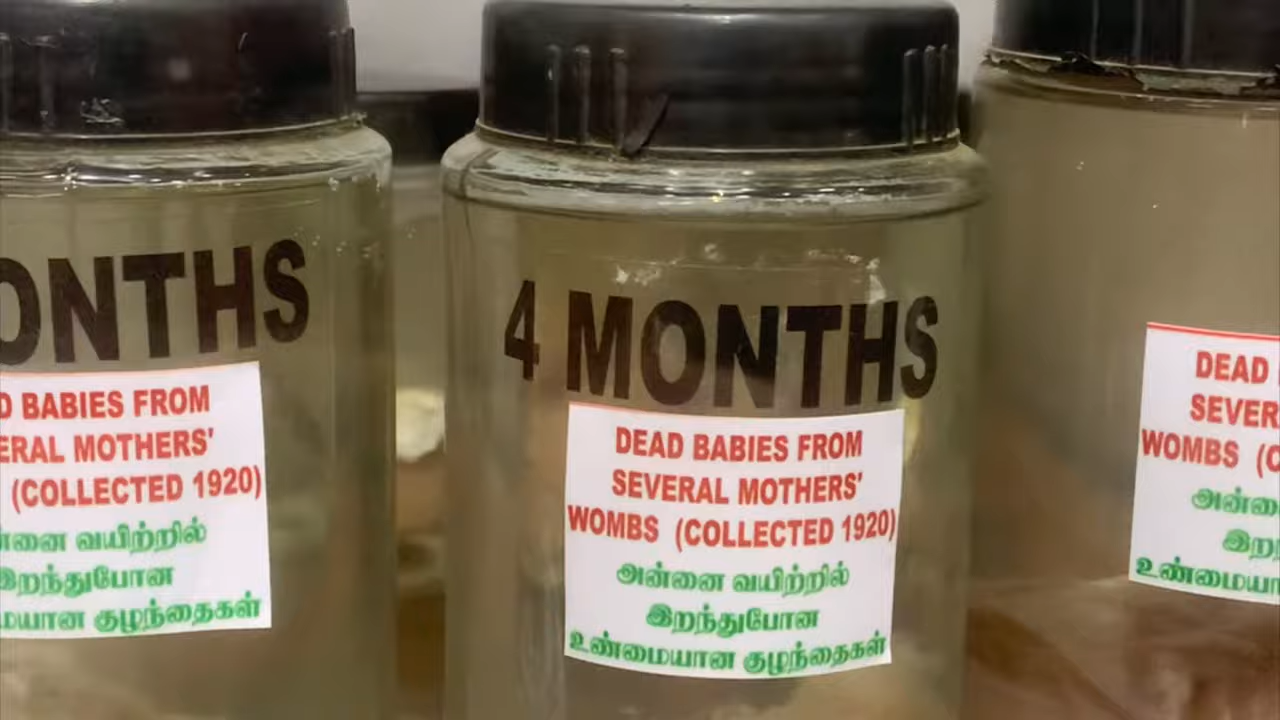 ONTHS
D BABIES FROM
ERAL MOTHERS'
(COLLECTED 1920)
னை வயிற்றில்
இறந்துபோன
மையான குழந்தைகள்
4 MONTHS
DEAD BABIES FROM
SEVERAL MOTHERS'
WOMBS (COLLECTED 1920)
அன்னை வயிற்றில்
இறந்துபோன
உண்மையான குழந்தைகள்
DEAD
SEVER
WOMBS (C
அன்
இற
உண்மையா